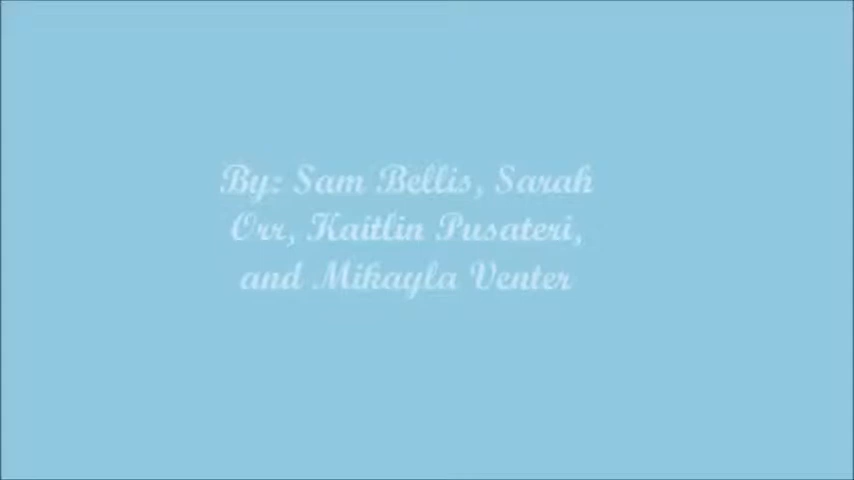 By: Sam Bellis, Sarah
Orr, Kaitlin Pusateri,
and Mikayla Venter